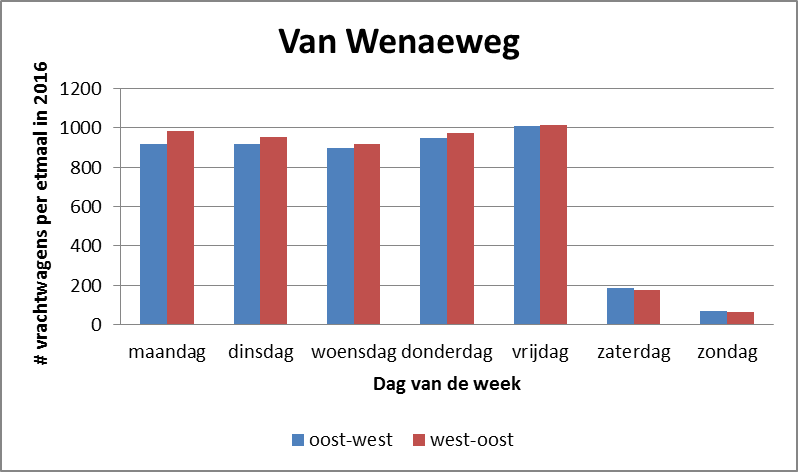 Van Wenaeweg
# vrachtwagens per etmaal in 2016
1200
1000
800
600
400
200
0
maandag dinsdag woensdag donderdag vrijdag zaterdag zondag
Dag van de week
oost-west west-oost